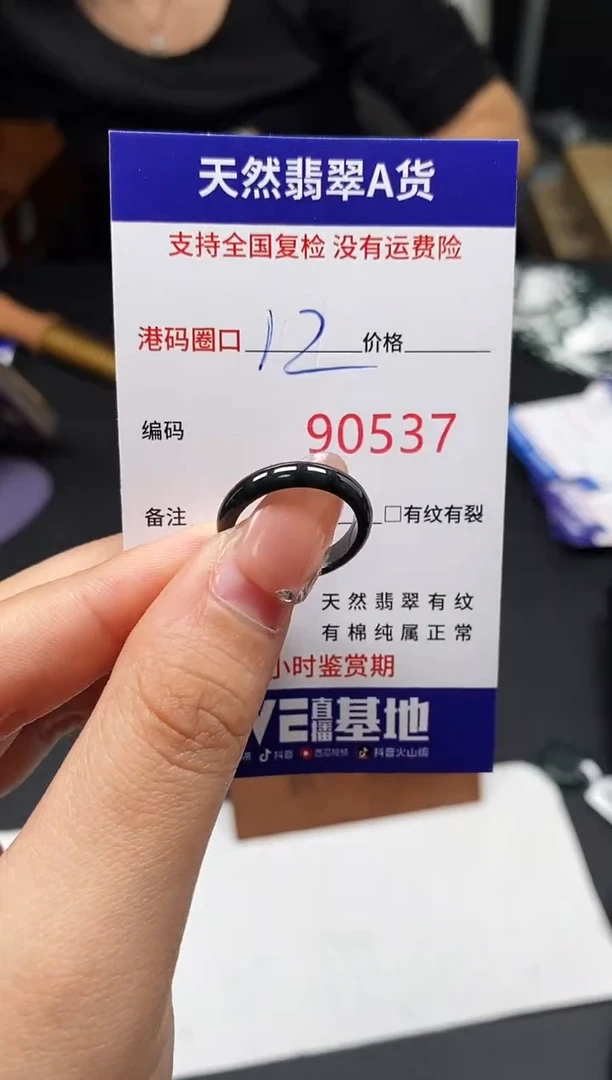 天然翡翠A货
支持全国复检 没有运费险
港码圈口 12 价格
编码 90537
备注 □有纹有裂
天然翡翠有纹
有棉纯属正常
小时鉴赏期
VE直播基地
抖音 西瓜视频 抖音火山版